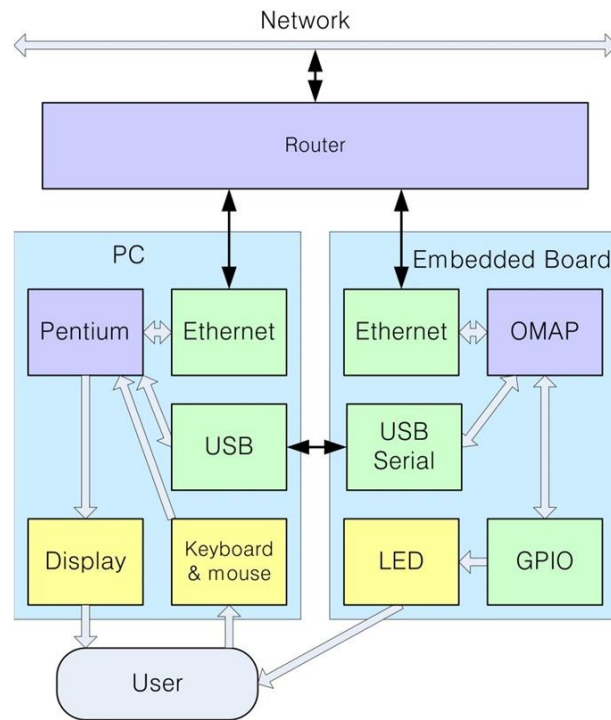 Network
Router
PC
Embedded Board
Pentium
Ethernet
Ethernet
OMAP
USB
USB
Serial
Display
Keyboard
& mouse
LED
GPIO
User